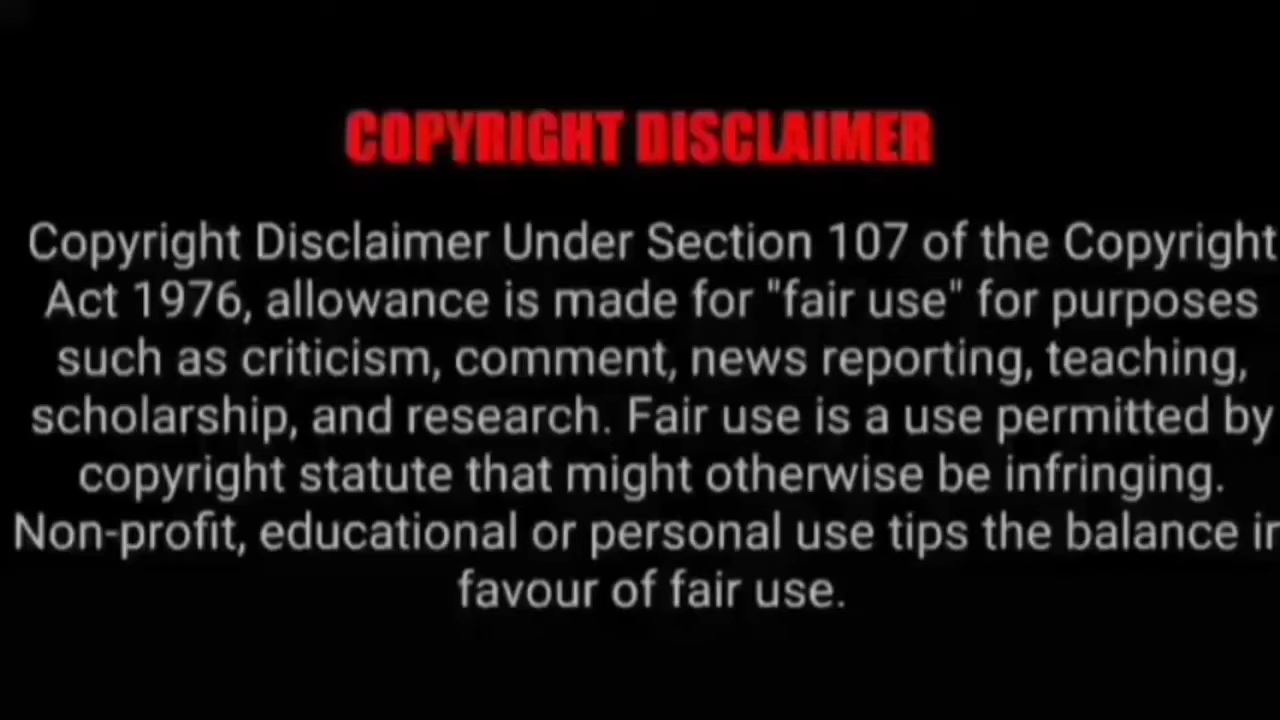 COPYRIGHT DISCLAIMER
Copyright Disclaimer Under Section 107 of the Copyright
Act 1976, allowance is made for "fair use" for purposes
such as criticism, comment, news reporting, teaching,
scholarship, and research. Fair use is a use permitted by
copyright statute that might otherwise be infringing.
Non-profit, educational or personal use tips the balance in
favour of fair use.